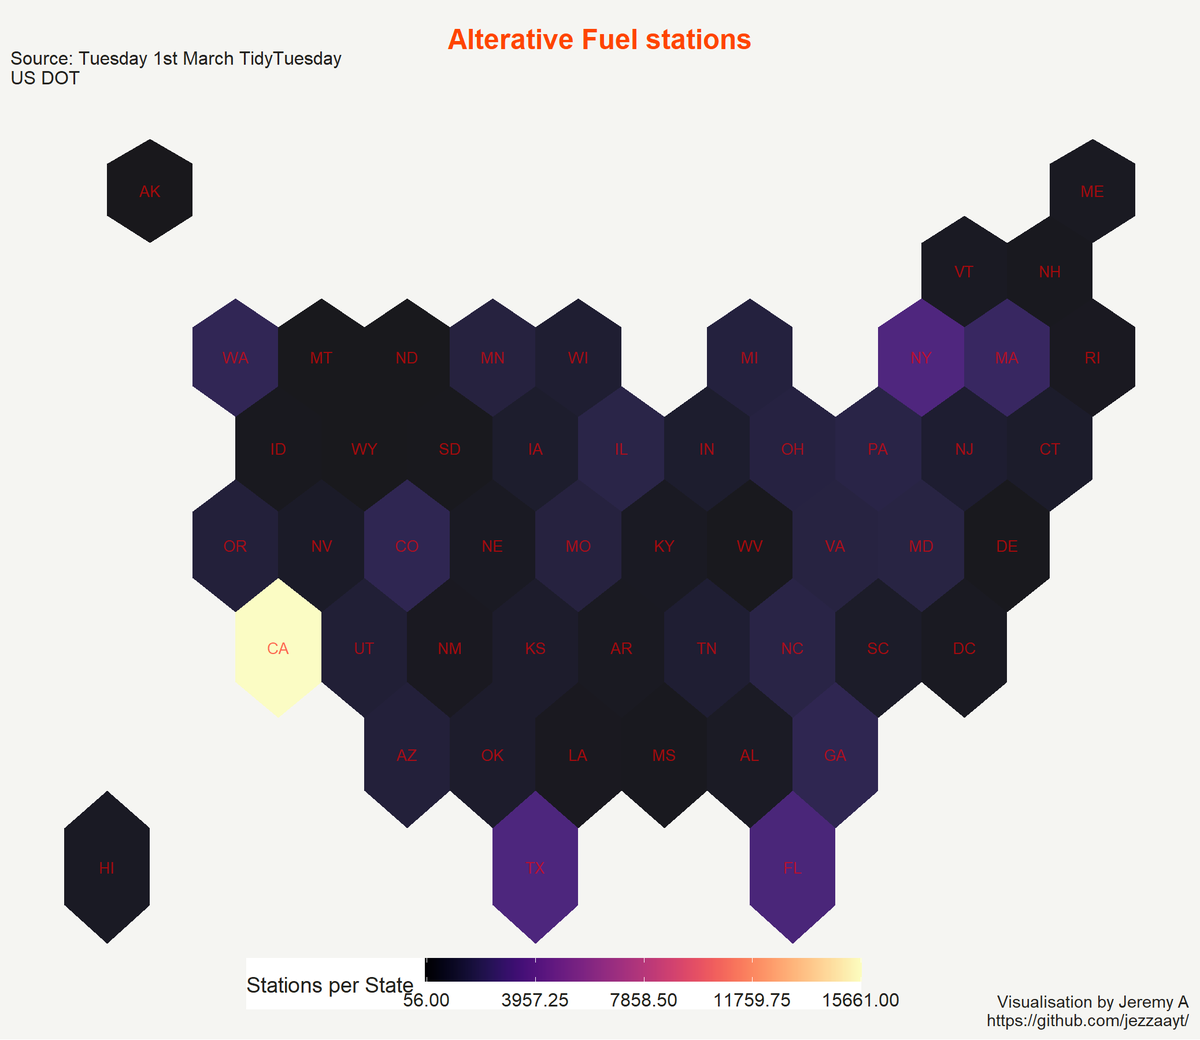 Alterative Fuel stations
Source: Tuesday 1st March TidyTuesday
US DOT
AK
ME
VT
NH
WA
MT
ND
MN
WI
MI
NY
MA
RI
ID
WY
SD
IA
IL
IN
OH
PA
NJ
CT
OR
NV
CO
NE
MO
KY
WV
VA
MD
DE
CA
UT
NM
KS
AR
TN
NC
SC
DC
AZ
OK
LA
MS
AL
GA
HI
TX
FL
Stations per State
56.00
3957.25
7858.50
11759.75
15661.00
Visualisation by Jeremy A
https://github.com/jezzaayt/